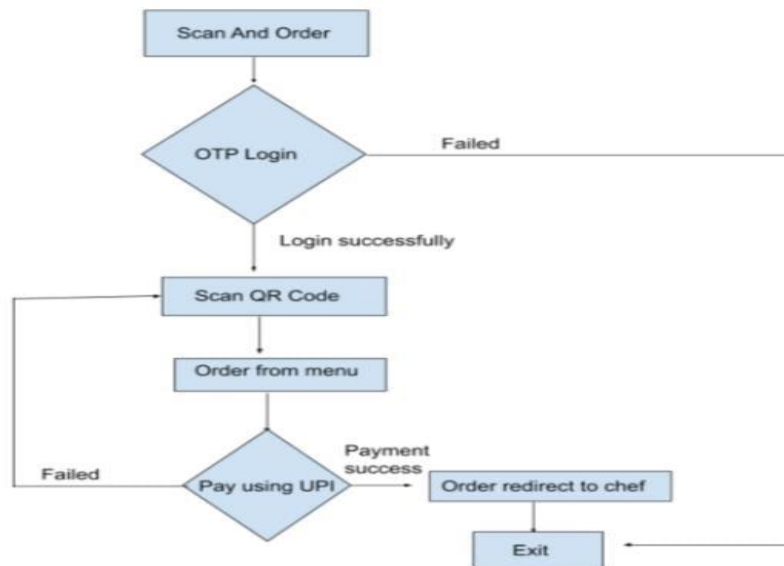 Scan And Order
OTP Login
Failed
Login successfully
Scan QR Code
Order from menu
Payment
success
Failed
Pay using UPI
Order redirect to chef
Exit